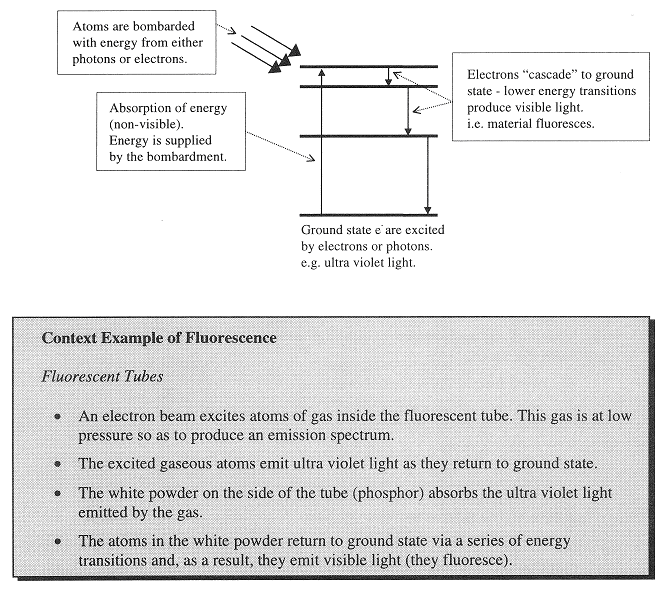 Atoms are bombarded
with energy from either
photons or electrons.
Absorption of energy
(non-visible).
Energy is supplied
by the bombardment.
Electrons “cascade” to ground
state - lower energy transitions
produce visible light.
i.e. material fluoresces.
Ground state e⁻ are excited
by electrons or photons.
e.g. ultra violet light.
Context Example of Fluorescence
Fluorescent Tubes
• An electron beam excites atoms of gas inside the fluorescent tube. This gas is at low
pressure so as to produce an emission spectrum.
• The excited gaseous atoms emit ultra violet light as they return to ground state.
• The white powder on the side of the tube (phosphor) absorbs the ultra violet light
emitted by the gas.
• The atoms in the white powder return to ground state via a series of energy
transitions and, as a result, they emit visible light (they fluoresce).